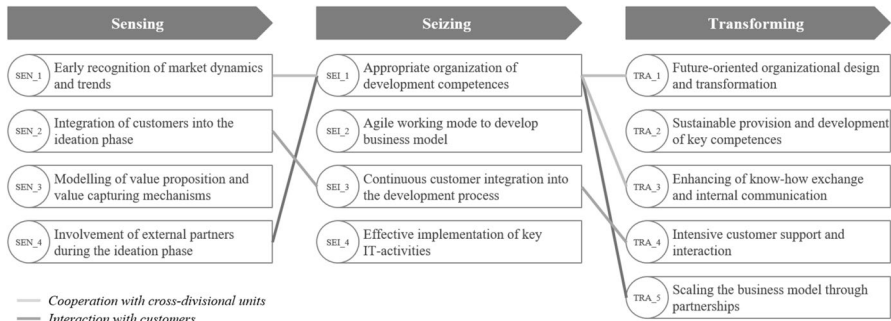 Sensing
Seizing
Transforming
SEN_1
Early recognition of market dynamics
and trends
SEN_2
Integration of customers into the
ideation phase
SEN_3
Modelling of value proposition and
value capturing mechanisms
SEN_4
Involvement of external partners
during the ideation phase
SEI_1
Appropriate organization of
development competences
SEI_2
Agile working mode to develop
business model
SEI_3
Continuous customer integration into
the development process
SEI_4
Effective implementation of key
IT-activities
TRA_1
Future-oriented organizational design
and transformation
TRA_2
Sustainable provision and development
of key competences
TRA_3
Enhancing of know-how exchange
and internal communication
TRA_4
Intensive customer support and
interaction
TRA_5
Scaling the business model through
partnerships
Cooperation with cross-divisional units
Interaction with customers